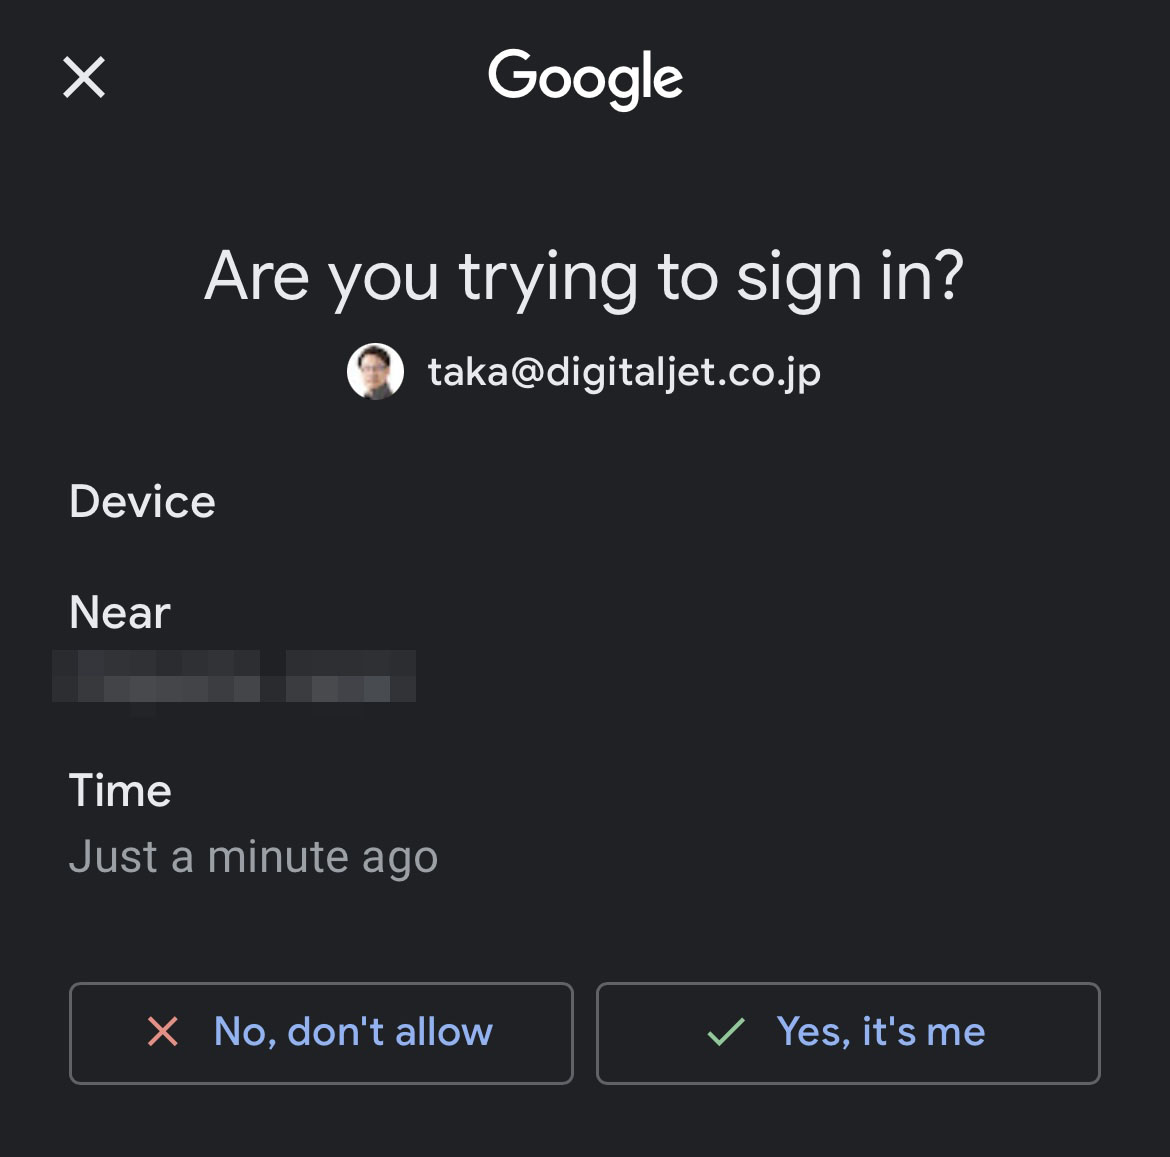 Google
Are you trying to sign in?
taka@digitaljet.co.jp
Device
Near
Time
Just a minute ago
No, don't allow
Yes, it's me